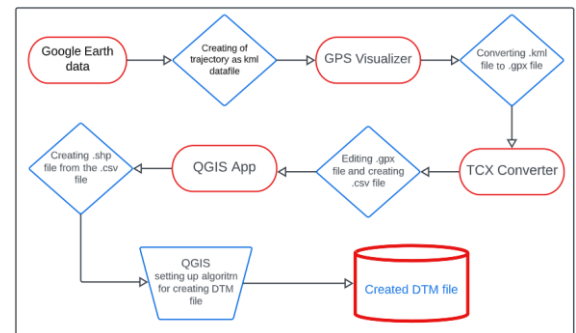 Google Earth
data
Creating of
trajectory as kml
datafile
GPS Visualizer
Converting .kml
file to .gpx file
TCX Converter
Editing .gpx
file and creating
.csv file
QGIS App
Creating .shp
file from the .csv
file
QGIS
setting up algoritm
for creating DTM
file
Created DTM file